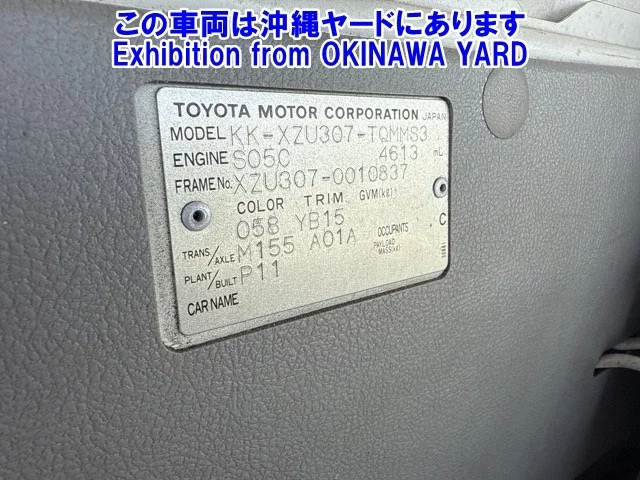 この車両は沖縄ヤードにあります
Exhibition from OKINAWA YARD
TOYOTA MOTOR CORPORATION JAPAN
MODEL KK-XZU307-TQMMS3
ENGINE S05C 4613 mL
FRAME No. XZU307-0010837
COLOR TRIM GVM(kg)
058 YB15
TRANS/AXLE M155 A01A OCCUPANTS C
PLANT/BUILT P11 PAYLOAD MASS(kg)
CAR NAME